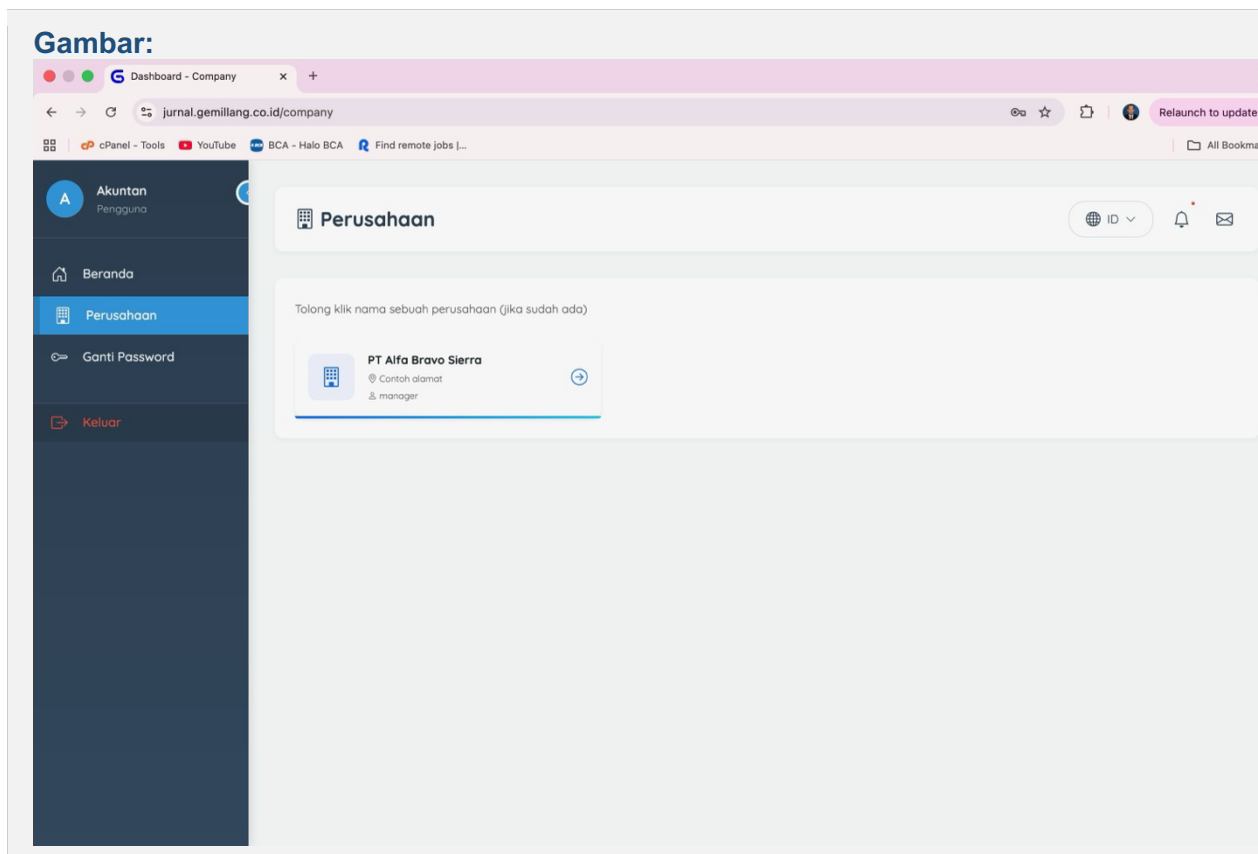 Gambar:
Dashboard - Company
jurnal.gemillang.co.id/company
Relaunch to update
cPanel - Tools
YouTube
BCA - Halo BCA
Find remote jobs |...
All Bookma
A
Akuntan
Pengguna
Perusahaan
ID
Beranda
Perusahaan
Ganti Password
Keluar
Tolong klik nama sebuah perusahaan (jika sudah ada)
PT Alfa Bravo Sierra
Contoh alamat
manager